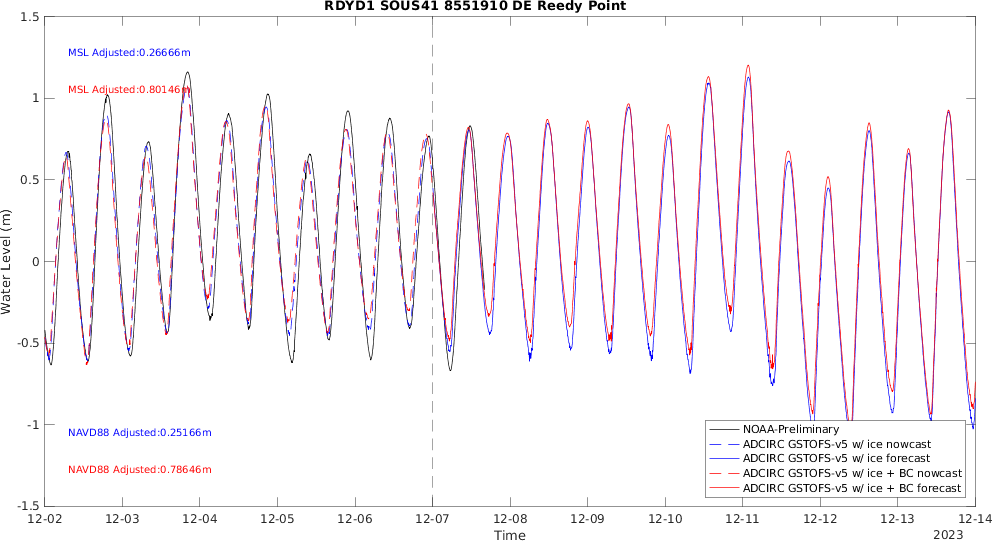 RDYD1 SOUS41 8551910 DE Reedy Point
1.5
MSL Adjusted:0.26666m
MSL Adjusted:0.80146m
1
0.5
Water Level (m)
0
-0.5
-1
NAVD88 Adjusted:0.25166m
NAVD88 Adjusted:0.78646m
NOAA-Preliminary
ADCIRC GSTOFS-v5 w/ ice nowcast
ADCIRC GSTOFS-v5 w/ ice forecast
ADCIRC GSTOFS-v5 w/ ice + BC nowcast
ADCIRC GSTOFS-v5 w/ ice + BC forecast
-1.5
12-02 12-03 12-04 12-05 12-06 12-07 12-08 12-09 12-10 12-11 12-12 12-13 12-14
Time
2023